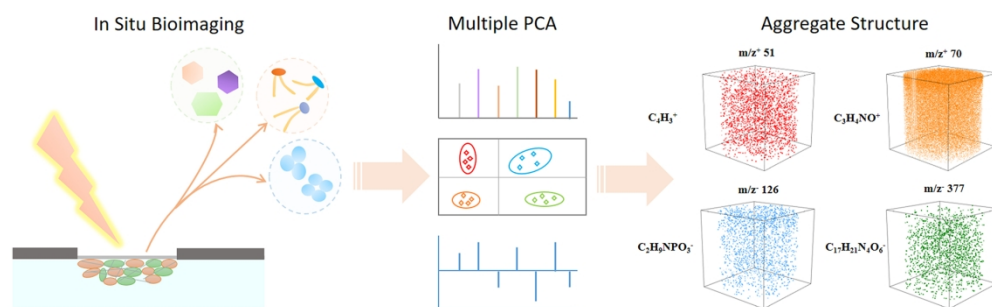 In Situ Bioimaging
Multiple PCA
Aggregate Structure
m/z⁺ 51
m/z⁺ 70
C₄H₃⁺
C₃H₄NO⁺
m/z⁻ 126
m/z⁻ 377
C₂H₉NPO₃⁻
C₁₇H₂₁N₄O₆⁻